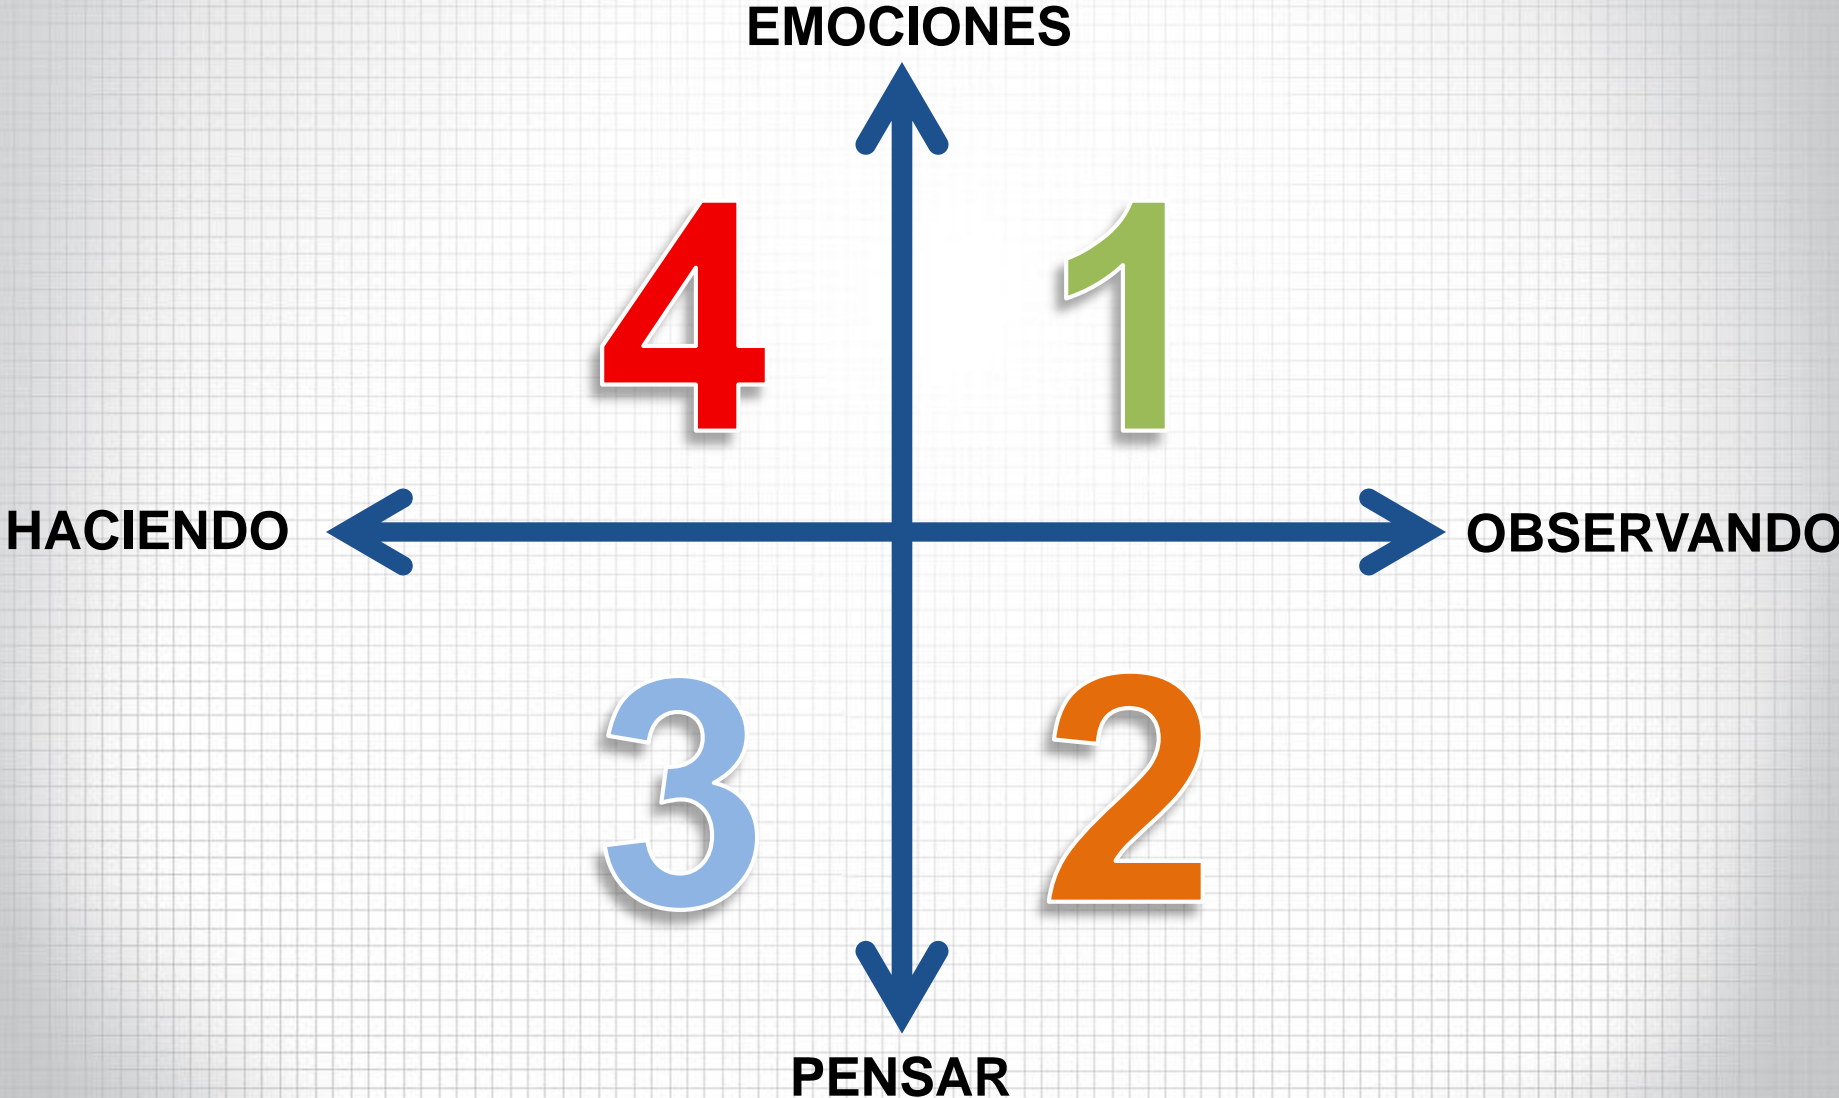 EMOCIONES
4 1
HACIENDO OBSERVANDO
3 2
PENSAR